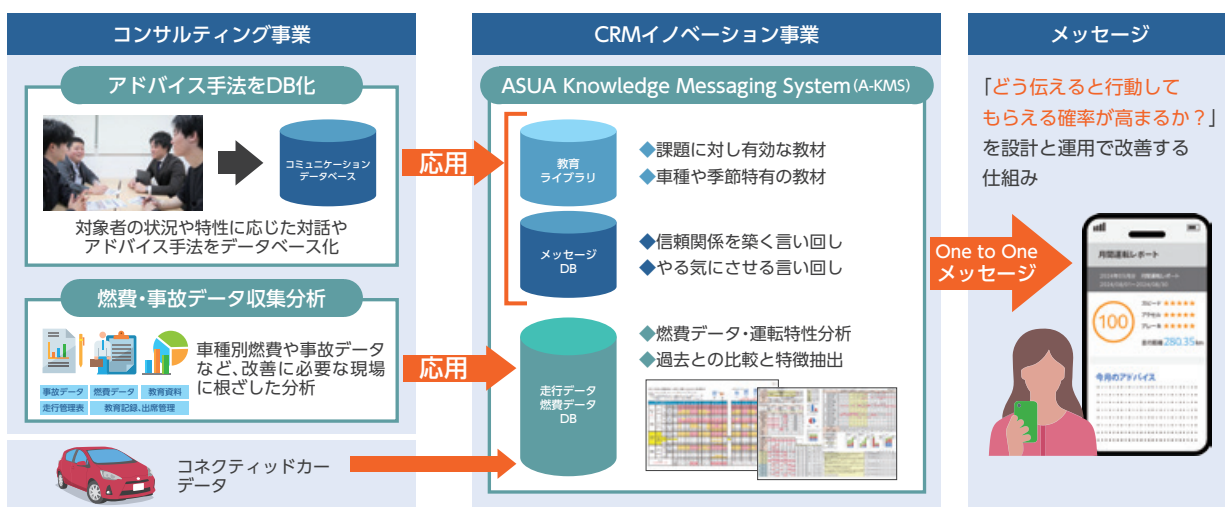 コンサルティング事業
アドバイス手法をDB化
コミュニケーション
データベース
対象者の状況や特性に応じた対話や
アドバイス手法をデータベース化
燃費・事故データ収集分析
事故データ
燃費データ
教育資料
走行管理表
教育記録、出席管理
車種別燃費や事故データ
など、改善に必要な現場
に根ざした分析
コネクティッドカー
データ
応用
応用
CRMイノベーション事業
ASUA Knowledge Messaging System (A-KMS)
教育
ライブラリ
◆課題に対し有効な教材
◆車種や季節特有の教材
メッセージ
DB
◆信頼関係を築く言い回し
◆やる気にさせる言い回し
走行データ
燃費データ
DB
◆燃費データ・運転特性分析
◆過去との比較と特徴抽出
One to One
メッセージ
メッセージ
「どう伝えると行動して
もらえる確率が高まるか？」
を設計と運用で改善する
仕組み
月間運転レポート
100
スピード ★★★★★
アクセル ★★★★★
ブレーキ ★★★★★
280.35km
今月のアドバイス